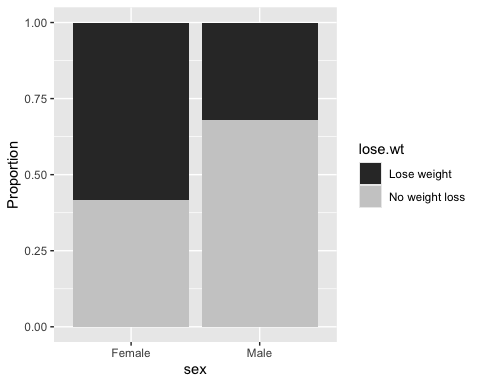 1.00
0.75
0.50
0.25
0.00
Proportion
Female Male
sex
lose.wt
Lose weight
No weight loss